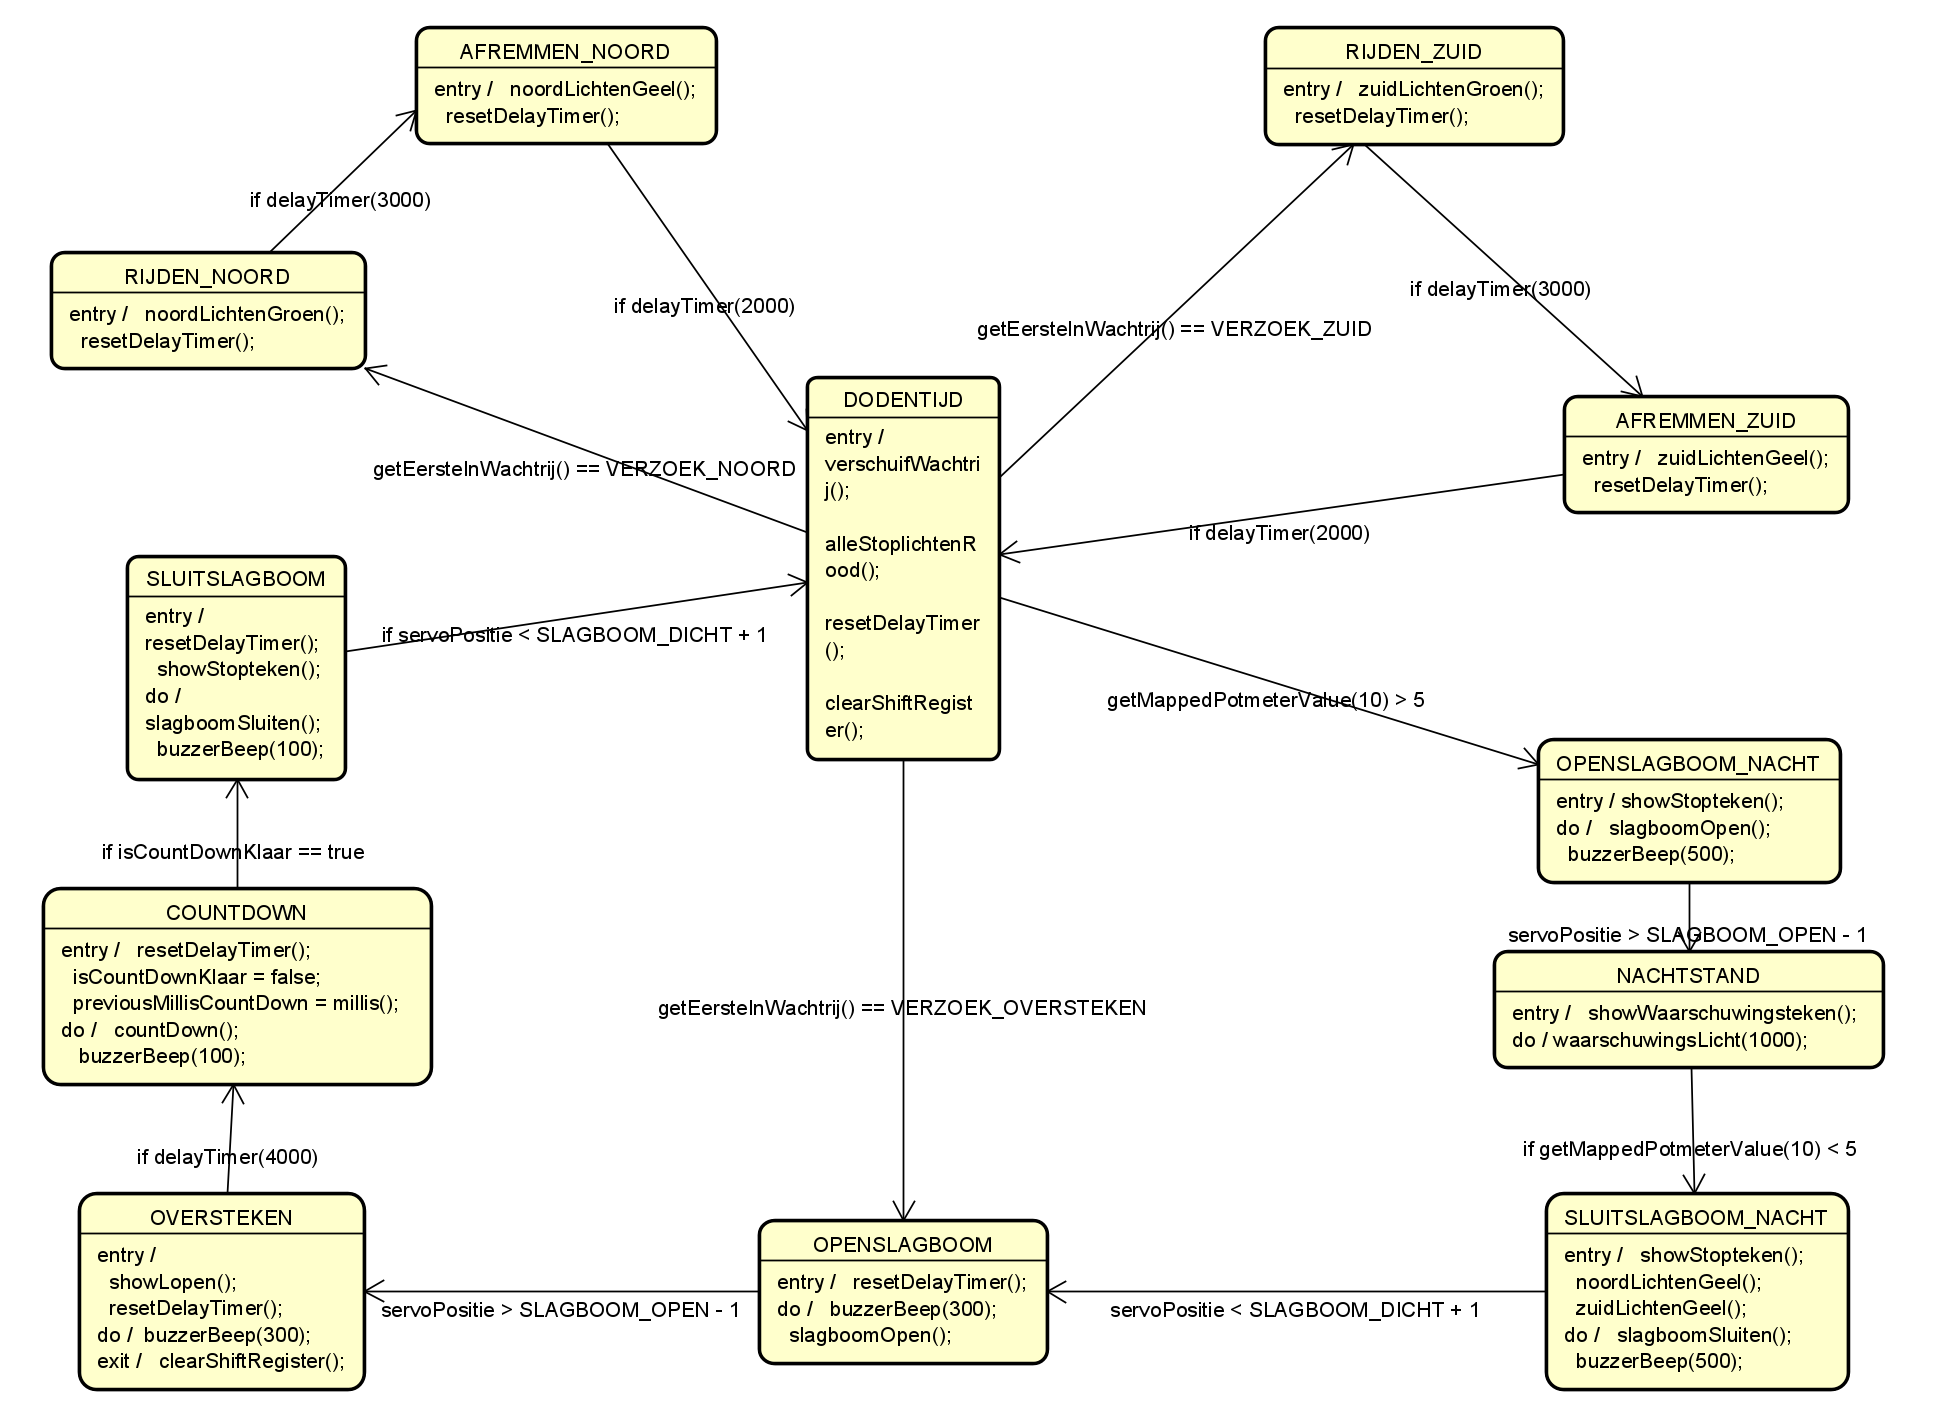 AFREMMEN_NOORD
entry /   noordLichtenGeel();
resetDelayTimer();
RIJDEN_ZUID
entry /   zuidLichtenGroen();
resetDelayTimer();
if delayTimer(3000)
RIJDEN_NOORD
entry /   noordLichtenGroen();
resetDelayTimer();
if delayTimer(2000)
if delayTimer(3000)
getEersteInWachtrij() == VERZOEK_ZUID
DODENTIJD
entry /
verschuifWachtri
j();
alleStoplichtenR
ood();
resetDelayTimer
();
clearShiftRegist
er();
AFREMMEN_ZUID
entry /   zuidLichtenGeel();
resetDelayTimer();
getEersteInWachtrij() == VERZOEK_NOORD
if delayTimer(2000)
SLUITSLAGBOOM
entry /
resetDelayTimer();
showStopteken();
do /
slagboomSluiten();
buzzerBeep(100);
if servoPositie < SLAGBOOM_DICHT + 1
getMappedPotmeterValue(10) > 5
OPENSLAGBOOM_NACHT
entry / showStopteken();
do /   slagboomOpen();
buzzerBeep(500);
if isCountDownKlaar == true
COUNTDOWN
entry /   resetDelayTimer();
isCountDownKlaar = false;
previousMillisCountDown = millis();
do /   countDown();
buzzerBeep(100);
servoPositie > SLAGBOOM_OPEN - 1
NACHTSTAND
entry /   showWaarschuwingsteken();
do / waarschuwingsLicht(1000);
getEersteInWachtrij() == VERZOEK_OVERSTEKEN
if delayTimer(4000)
if getMappedPotmeterValue(10) < 5
OVERSTEKEN
entry /
showLopen();
resetDelayTimer();
do /  buzzerBeep(300);
exit /   clearShiftRegister();
servoPositie > SLAGBOOM_OPEN - 1
OPENSLAGBOOM
entry /   resetDelayTimer();
do /   buzzerBeep(300);
slagboomOpen();
servoPositie < SLAGBOOM_DICHT + 1
SLUITSLAGBOOM_NACHT
entry /   showStopteken();
noordLichtenGeel();
zuidLichtenGeel();
do /   slagboomSluiten();
buzzerBeep(500);